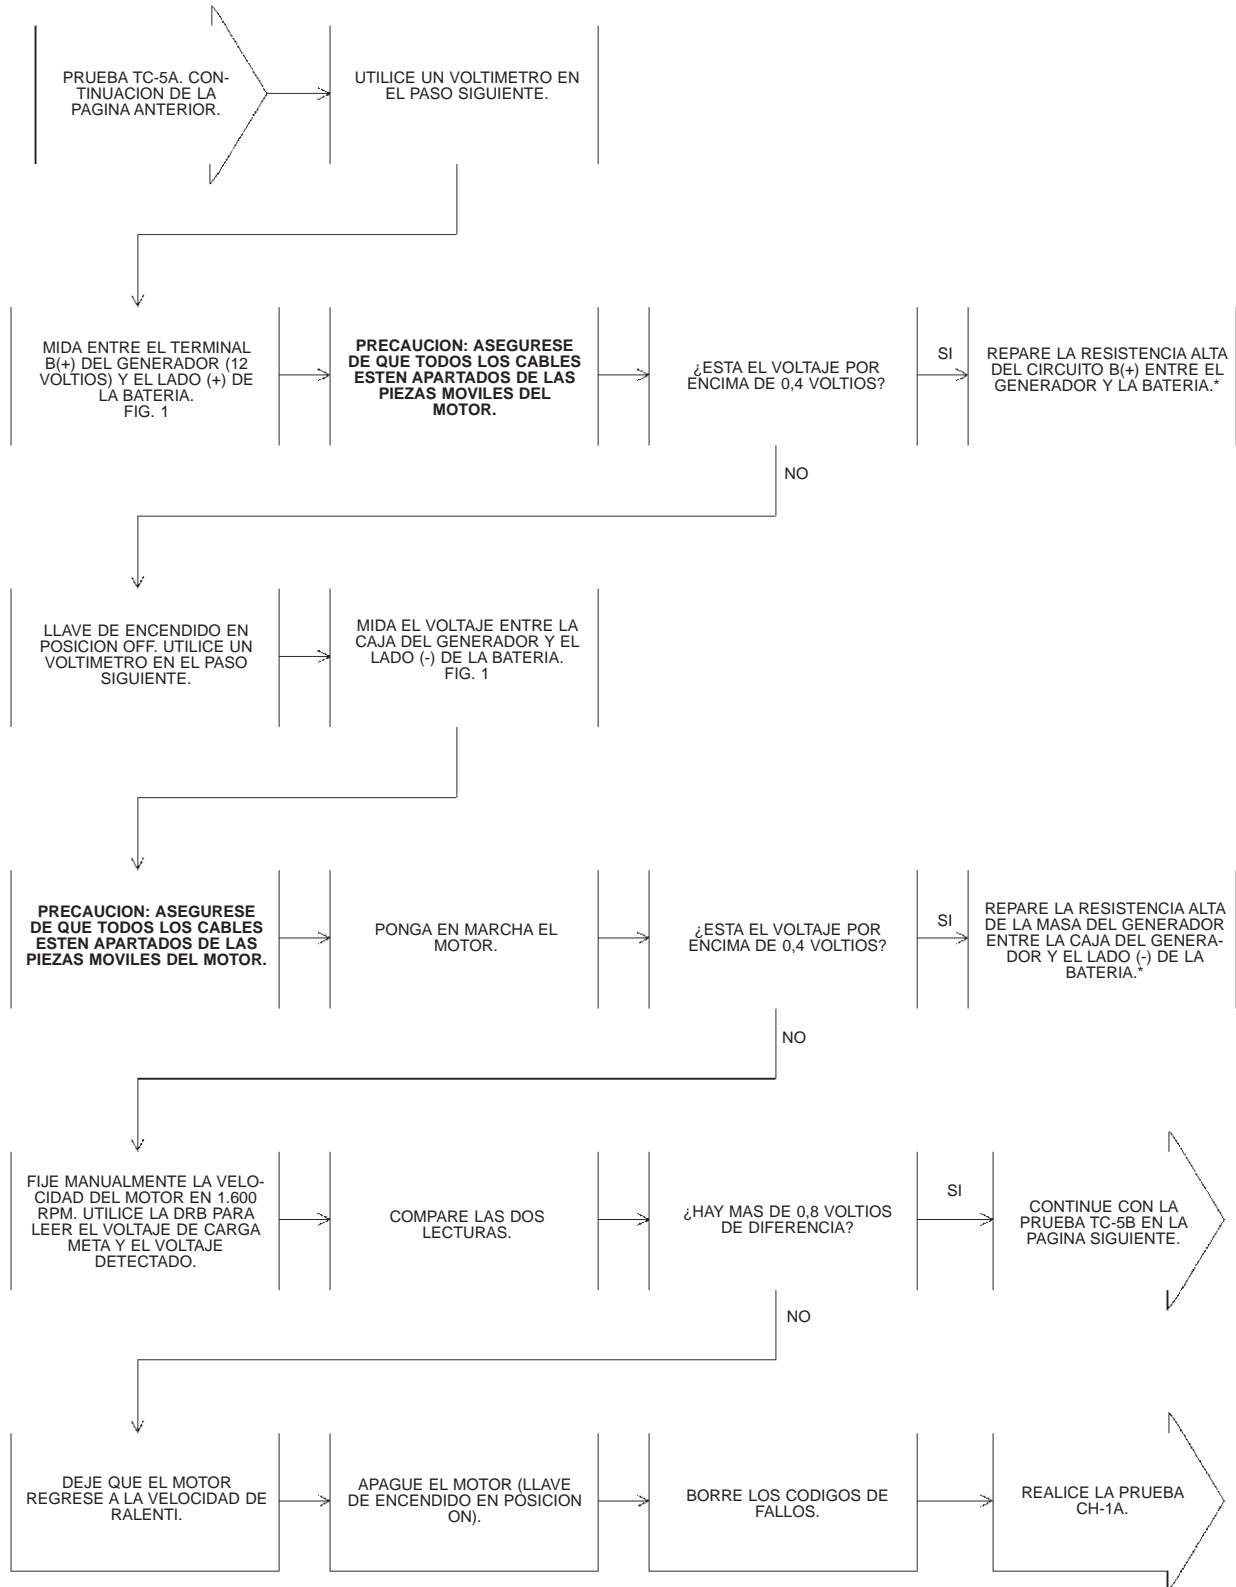 PRUEBA TC-5A. CON-
TINUACION DE LA
PAGINA ANTERIOR.
UTILICE UN VOLTIMETRO EN
EL PASO SIGUIENTE.
MIDA ENTRE EL TERMINAL
B(+) DEL GENERADOR (12
VOLTIOS) Y EL LADO (+) DE
LA BATERIA.
FIG. 1
PRECAUCION: ASEGURESE
DE QUE TODOS LOS CABLES
ESTEN APARTADOS DE LAS
PIEZAS MOVILES DEL
MOTOR.
¿ESTA EL VOLTAJE POR
ENCIMA DE 0,4 VOLTIOS?
SI
REPARE LA RESISTENCIA ALTA
DEL CIRCUITO B(+) ENTRE EL
GENERADOR Y LA BATERIA.*
NO
LLAVE DE ENCENDIDO EN
POSICION OFF. UTILICE UN
VOLTIMETRO EN EL PASO
SIGUIENTE.
MIDA EL VOLTAJE ENTRE LA
CAJA DEL GENERADOR Y EL
LADO (-) DE LA BATERIA.
FIG. 1
PRECAUCION: ASEGURESE
DE QUE TODOS LOS CABLES
ESTEN APARTADOS DE LAS
PIEZAS MOVILES DEL MOTOR.
PONGA EN MARCHA EL
MOTOR.
¿ESTA EL VOLTAJE POR
ENCIMA DE 0,4 VOLTIOS?
SI
REPARE LA RESISTENCIA ALTA
DE LA MASA DEL GENERADOR
ENTRE LA CAJA DEL GENERA-
DOR Y EL LADO (-) DE LA
BATERIA.*
NO
FIJE MANUALMENTE LA VELO-
CIDAD DEL MOTOR EN 1.600
RPM. UTILICE LA DRB PARA
LEER EL VOLTAJE DE CARGA
META Y EL VOLTAJE
DETECTADO.
COMPARE LAS DOS
LECTURAS.
¿HAY MAS DE 0,8 VOLTIOS
DE DIFERENCIA?
SI
CONTINUE CON LA
PRUEBA TC-5B EN LA
PAGINA SIGUIENTE.
NO
DEJE QUE EL MOTOR
REGRESE A LA VELOCIDAD DE
RALENTI.
APAGUE EL MOTOR (LLAVE
DE ENCENDIDO EN POSICION
ON).
BORRE LOS CODIGOS DE
FALLOS.
REALICE LA PRUEBA
CH-1A.